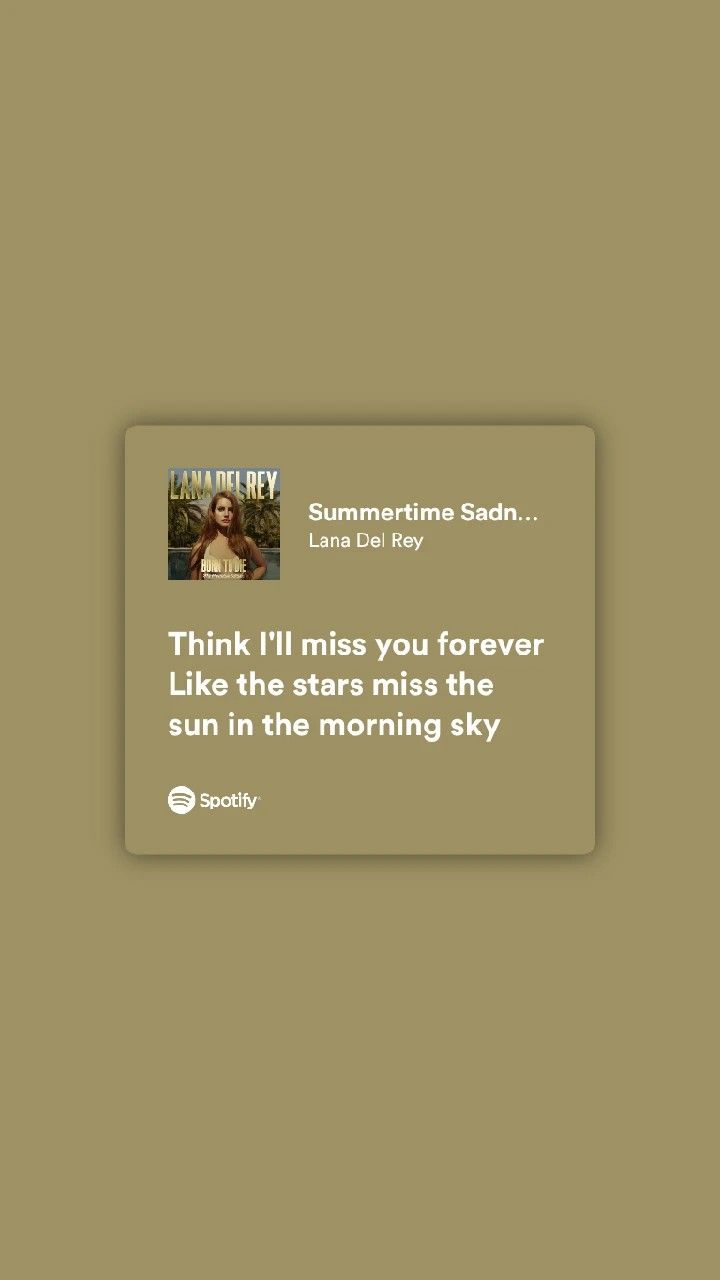 LANA DEL REY
BORN TO DIE
Summertime Sadn...
Lana Del Rey
Think I'll miss you forever
Like the stars miss the
sun in the morning sky
Spotify